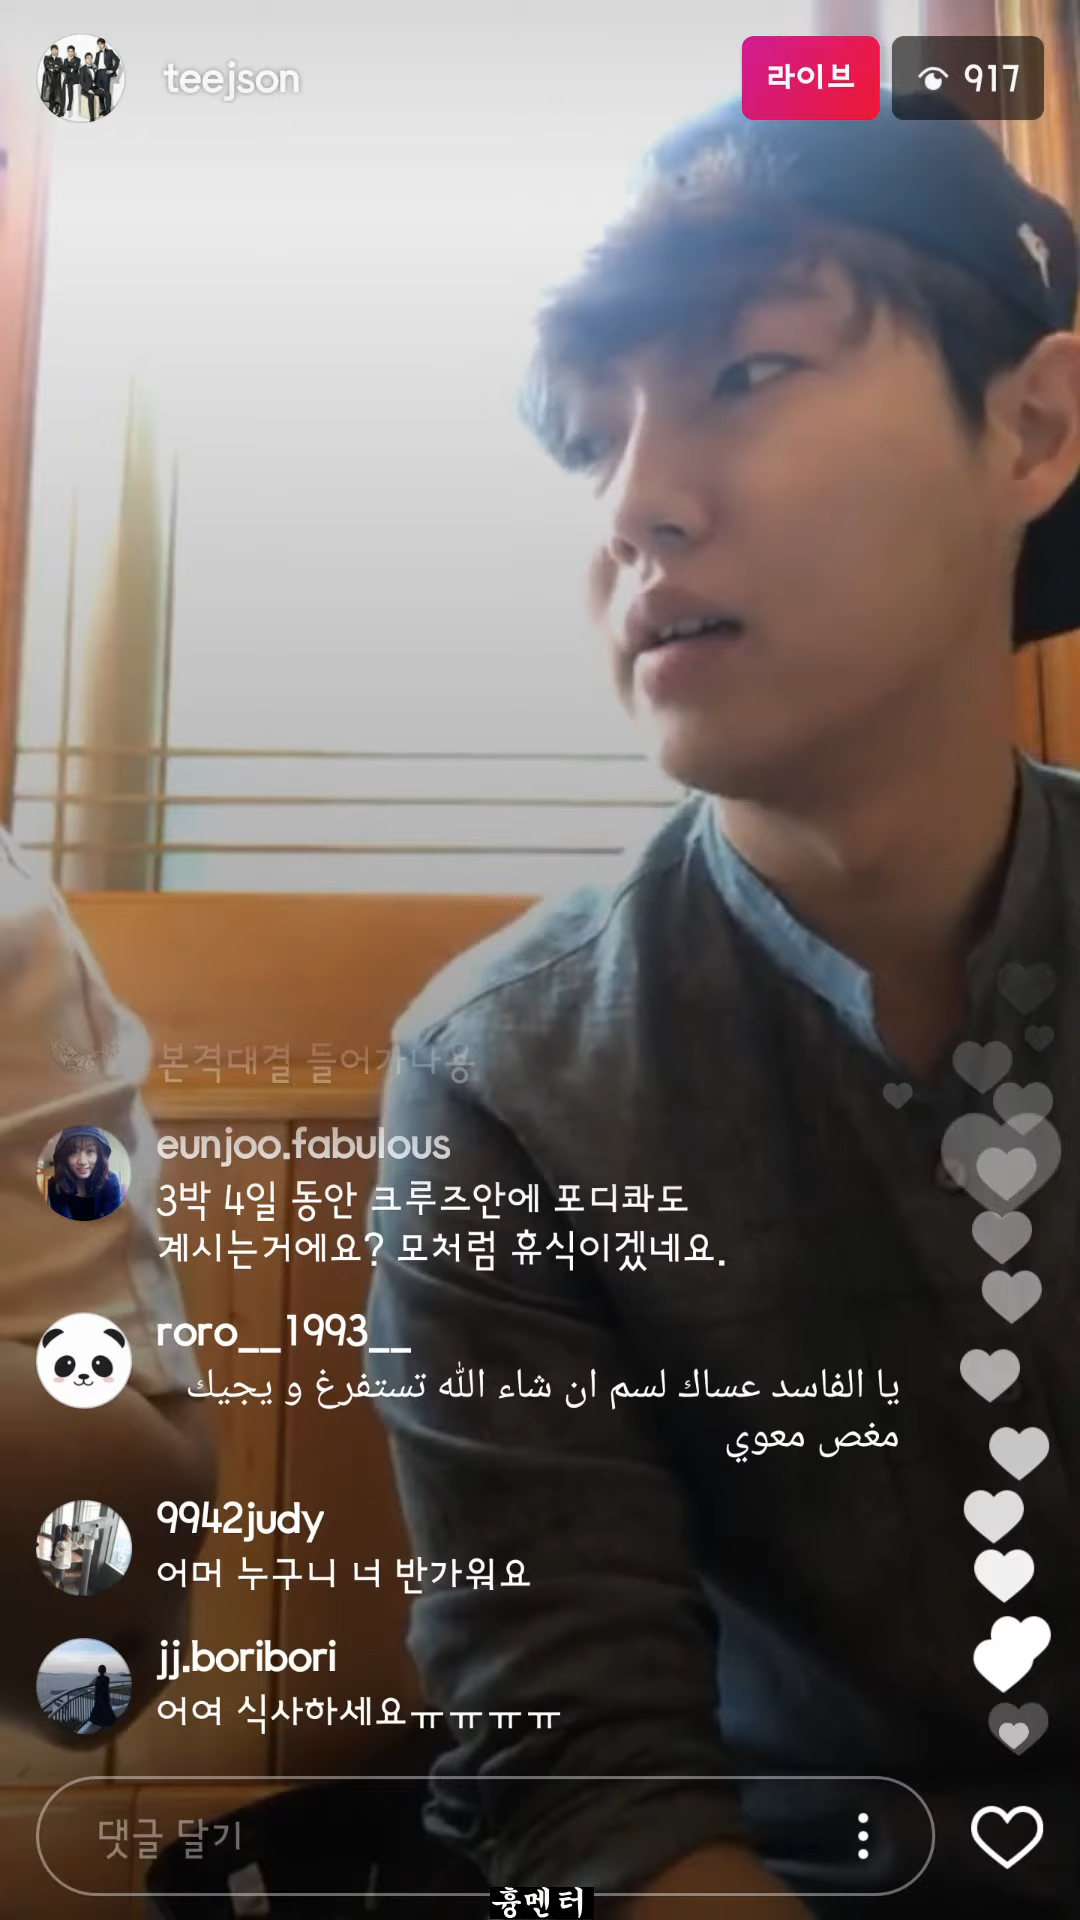 teejson
라이브
917
본격대결 들어가나용
eunjoo.fabulous
3박 4일 동안 크루즈안에 포디콰도
계시는거에요? 모처럼 휴식이겠네요.
roro__1993__
يا الفاسد عساك لسم ان شاء الله تستفرغ و يجيك
مغص معوي
9942judy
어머 누구니 너 반가워요
jj.boribori
어여 식사하세요ㅠㅠㅠㅠ
댓글 달기
흥멘터